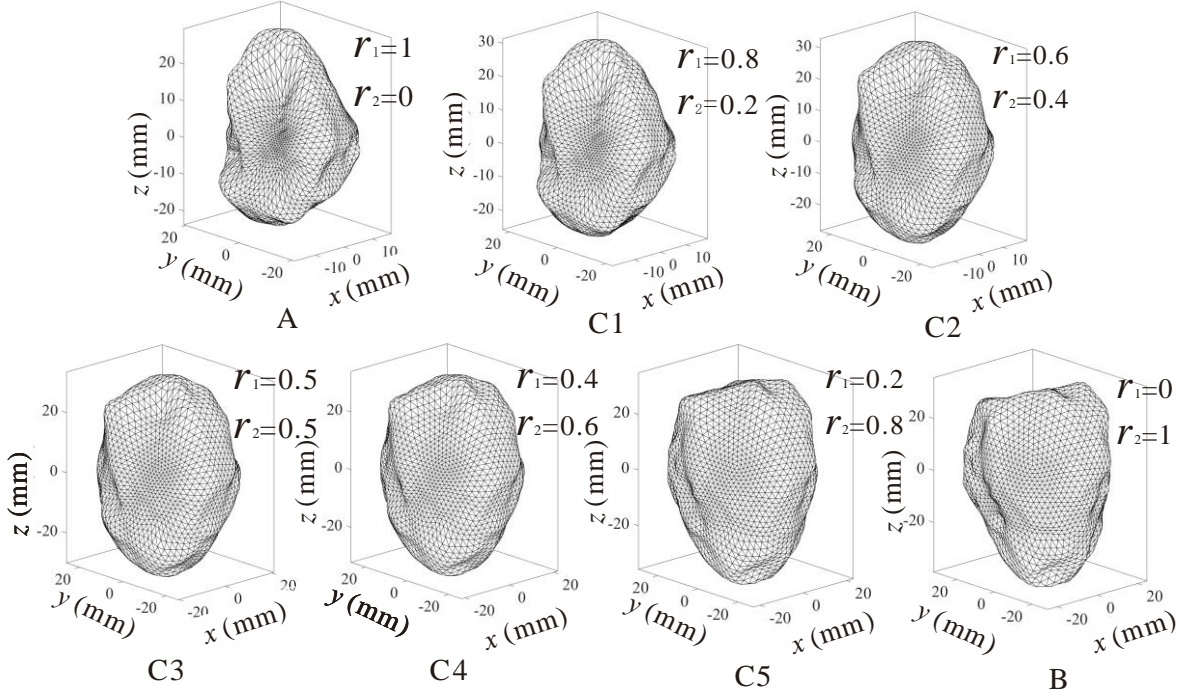 r₁=1
r₂=0
20
10
0
-10
-20
z (mm)
20
0
-20
y (mm)
-10
0
10
x (mm)
A
r₁=0.8
r₂=0.2
30
20
10
0
-10
-20
z (mm)
20
0
-20
y (mm)
-10
0
10
x (mm)
C1
r₁=0.6
r₂=0.4
30
20
10
0
-10
-20
z (mm)
20
0
-20
y (mm)
-10
0
10
x (mm)
C2
r₁=0.5
r₂=0.5
20
0
-20
z (mm)
20
0
-20
y (mm)
-20
0
20
x (mm)
C3
r₁=0.4
r₂=0.6
20
0
-20
z (mm)
20
0
-20
y (mm)
-20
0
20
x (mm)
C4
r₁=0.2
r₂=0.8
20
0
-20
z (mm)
20
0
-20
y (mm)
-20
0
20
x (mm)
C5
r₁=0
r₂=1
20
0
-20
z (mm)
20
0
-20
y (mm)
-20
0
20
x (mm)
B